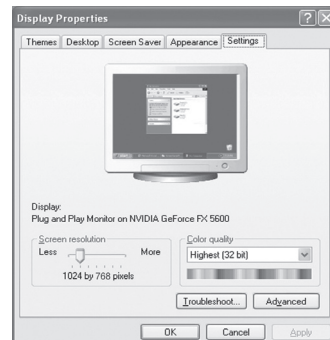 Display Properties
Themes Desktop Screen Saver Appearance Settings
Display:
Plug and Play Monitor on NVIDIA GeForce FX 5600
Screen resolution
Less More
1024 by 768 pixels
Color quality
Highest (32 bit)
Troubleshoot... Advanced
OK Cancel Apply